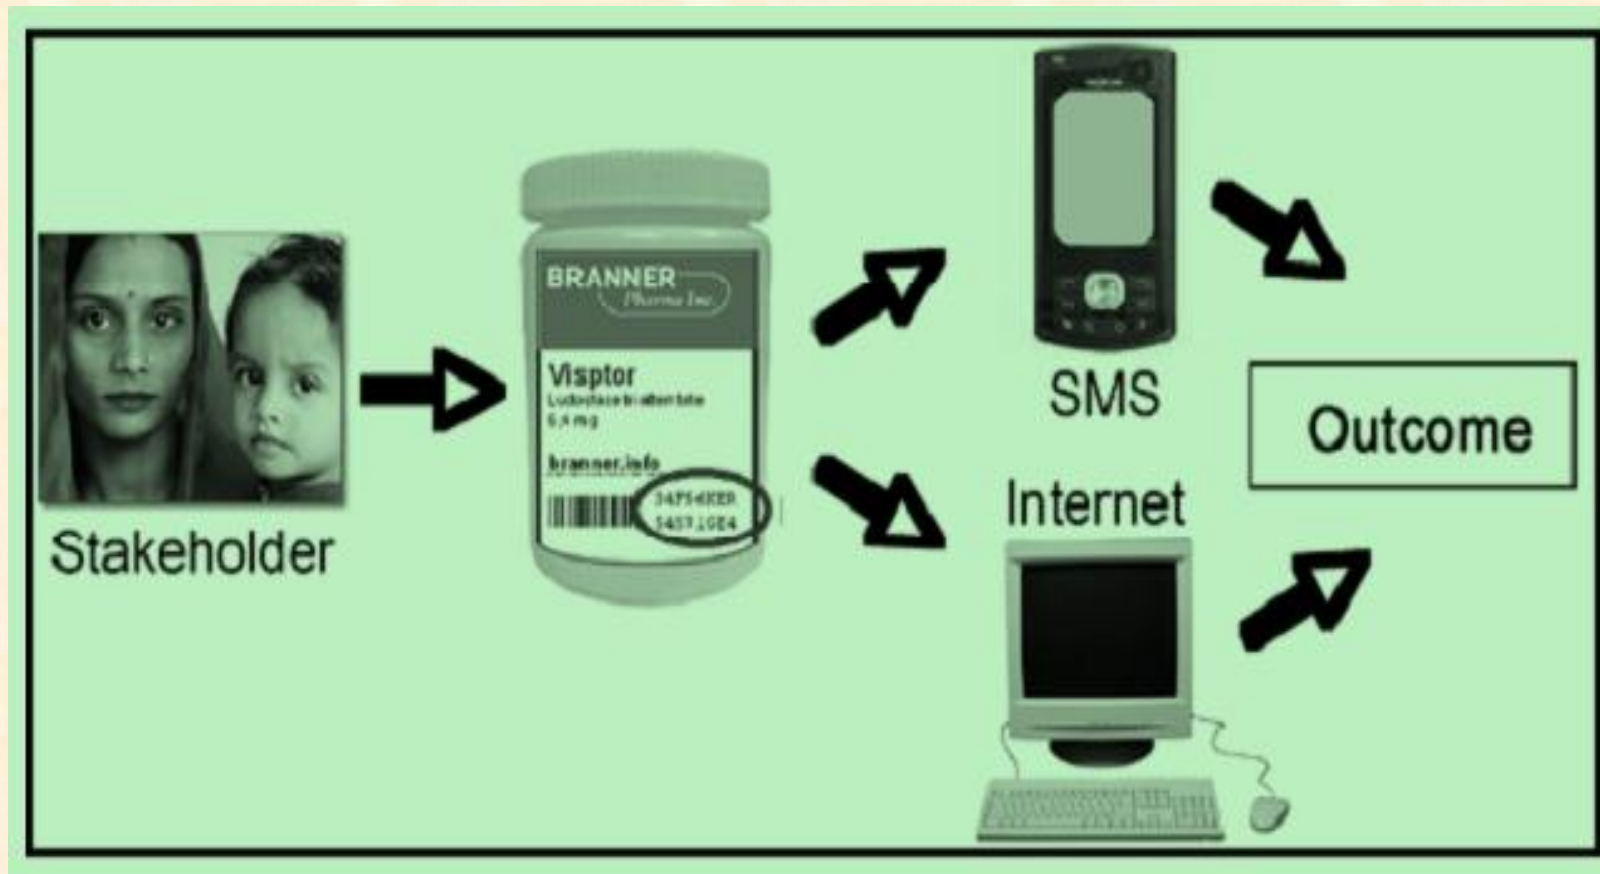 Stakeholder
BRANNER
Pharma Inc.
Visptor
branner.info
SMS
Internet
Outcome